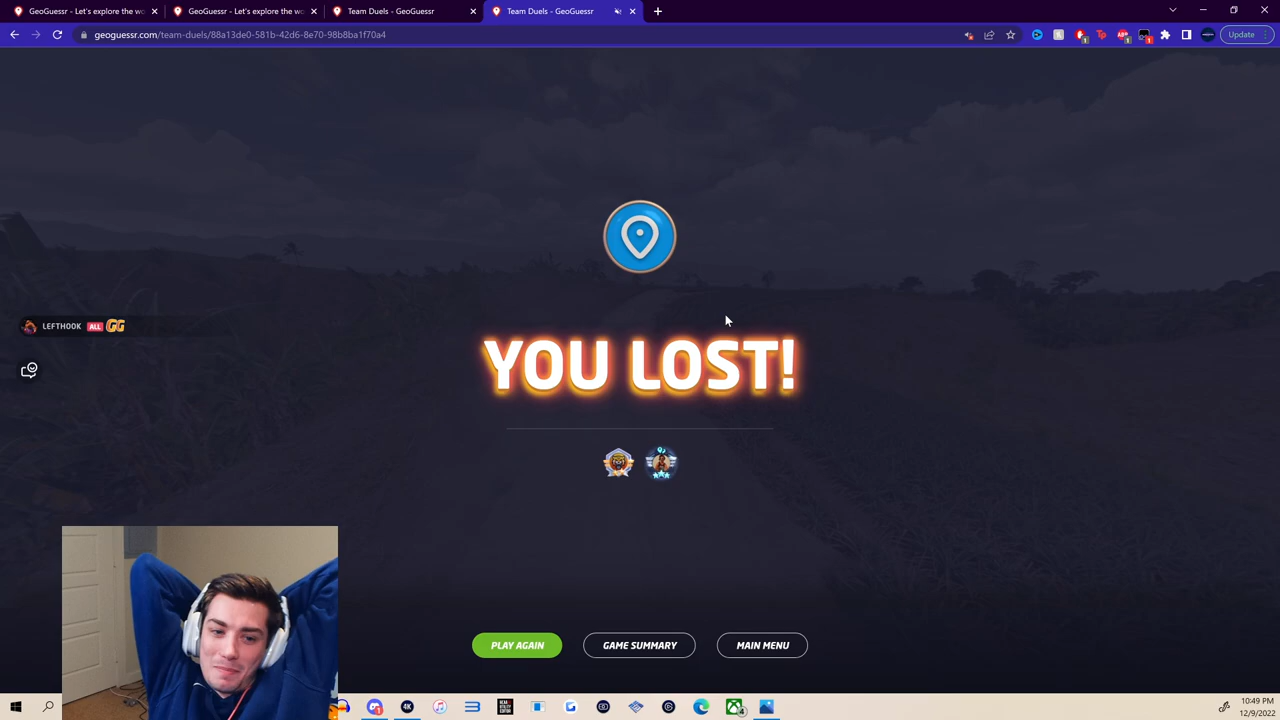 GeoGuessr - Let's explore the wo
GeoGuessr - Let's explore the wo
Team Duels - GeoGuessr
Team Duels - GeoGuessr
geoguessr.com/team-duels/88a13de0-581b-42d6-8e70-98b8ba1f70a4
Update
LEFTHOOK ALL GG
YOU LOST!
PLAY AGAIN
GAME SUMMARY
MAIN MENU
10:49 PM
12/9/2022